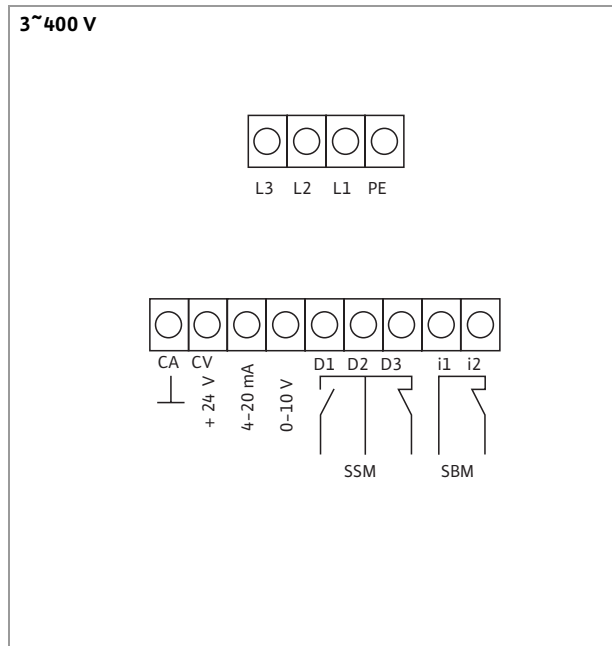 3~400 V
L3 L2 L1 PE
CA CV
+ 24 V
4-20 mA
0-10 V
D1 D2 D3
i1 i2
SSM
SBM